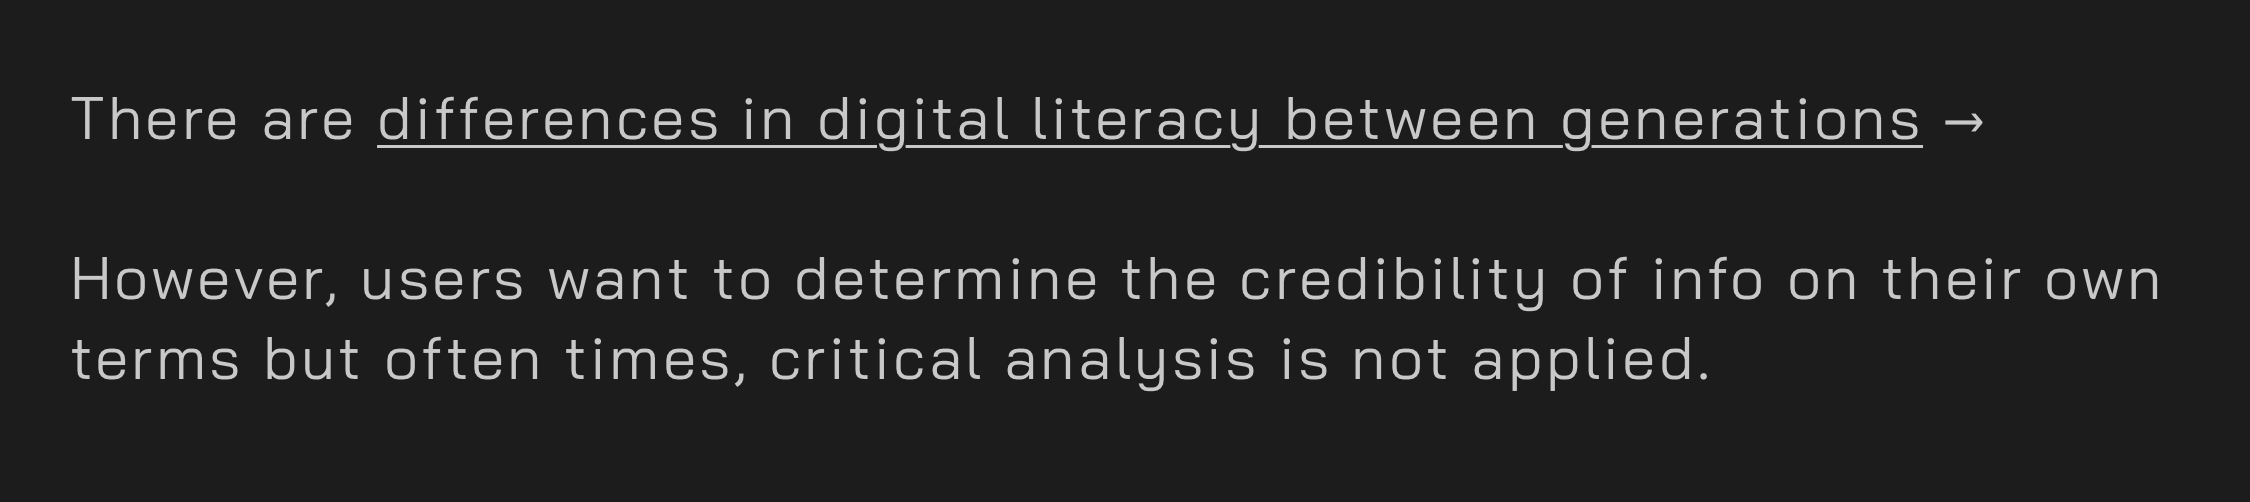 There are differences in digital literacy between generations →
However, users want to determine the credibility of info on their own
terms but often times, critical analysis is not applied.